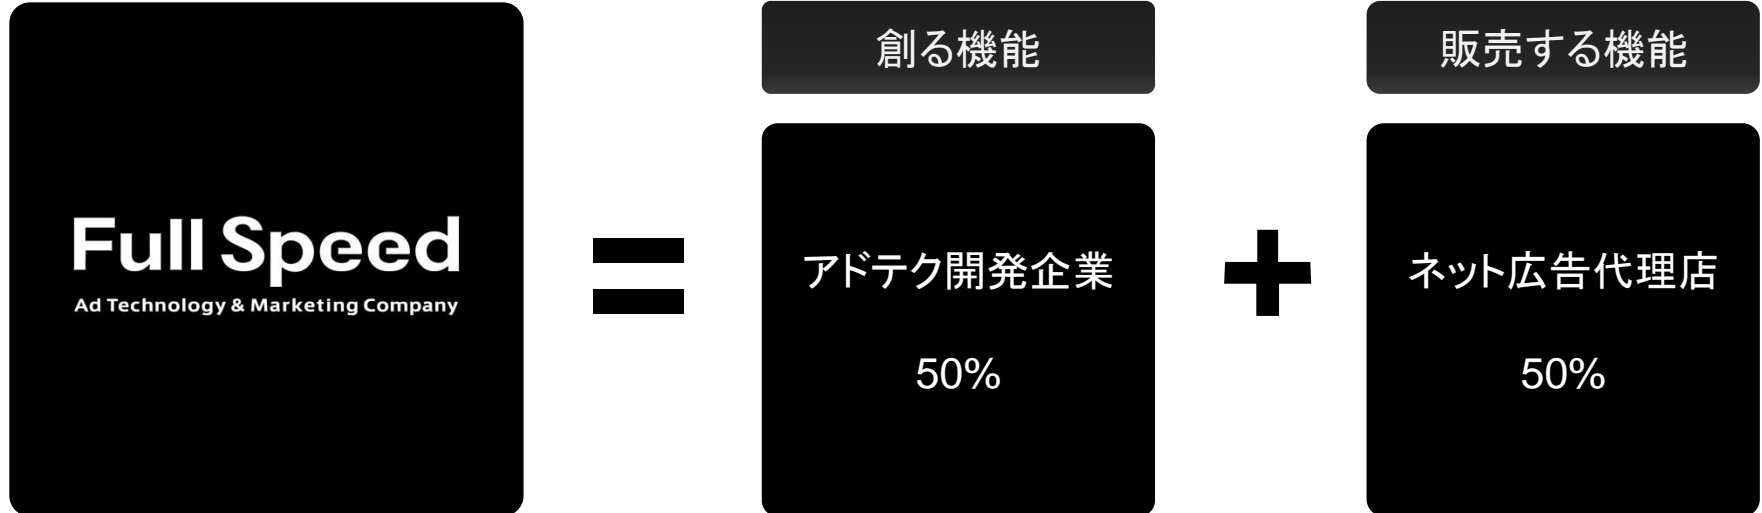 Full Speed
Ad Technology & Marketing Company
=
創る機能
アドテク開発企業
50%
+
販売する機能
ネット広告代理店
50%